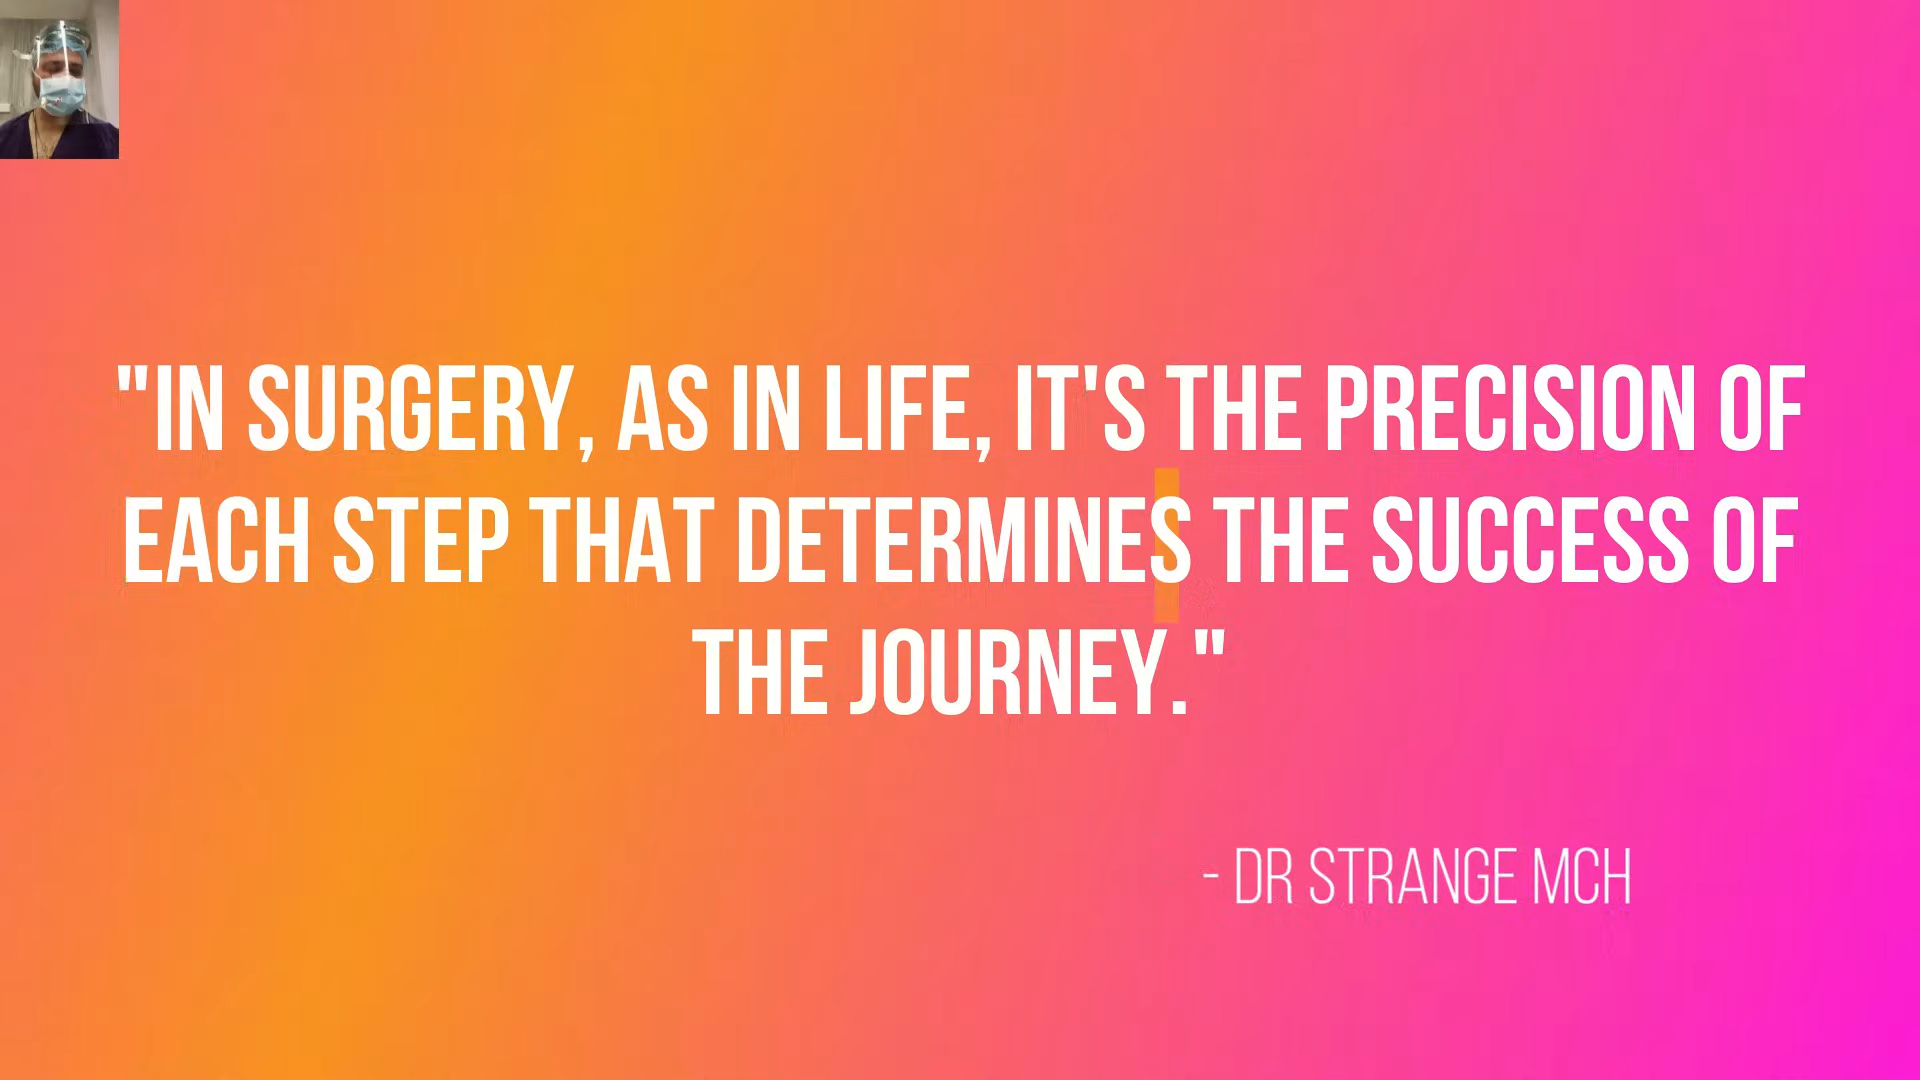 "IN SURGERY, AS IN LIFE, IT'S THE PRECISION OF
EACH STEP THAT DETERMINES THE SUCCESS OF
THE JOURNEY."
- DR STRANGE MCH